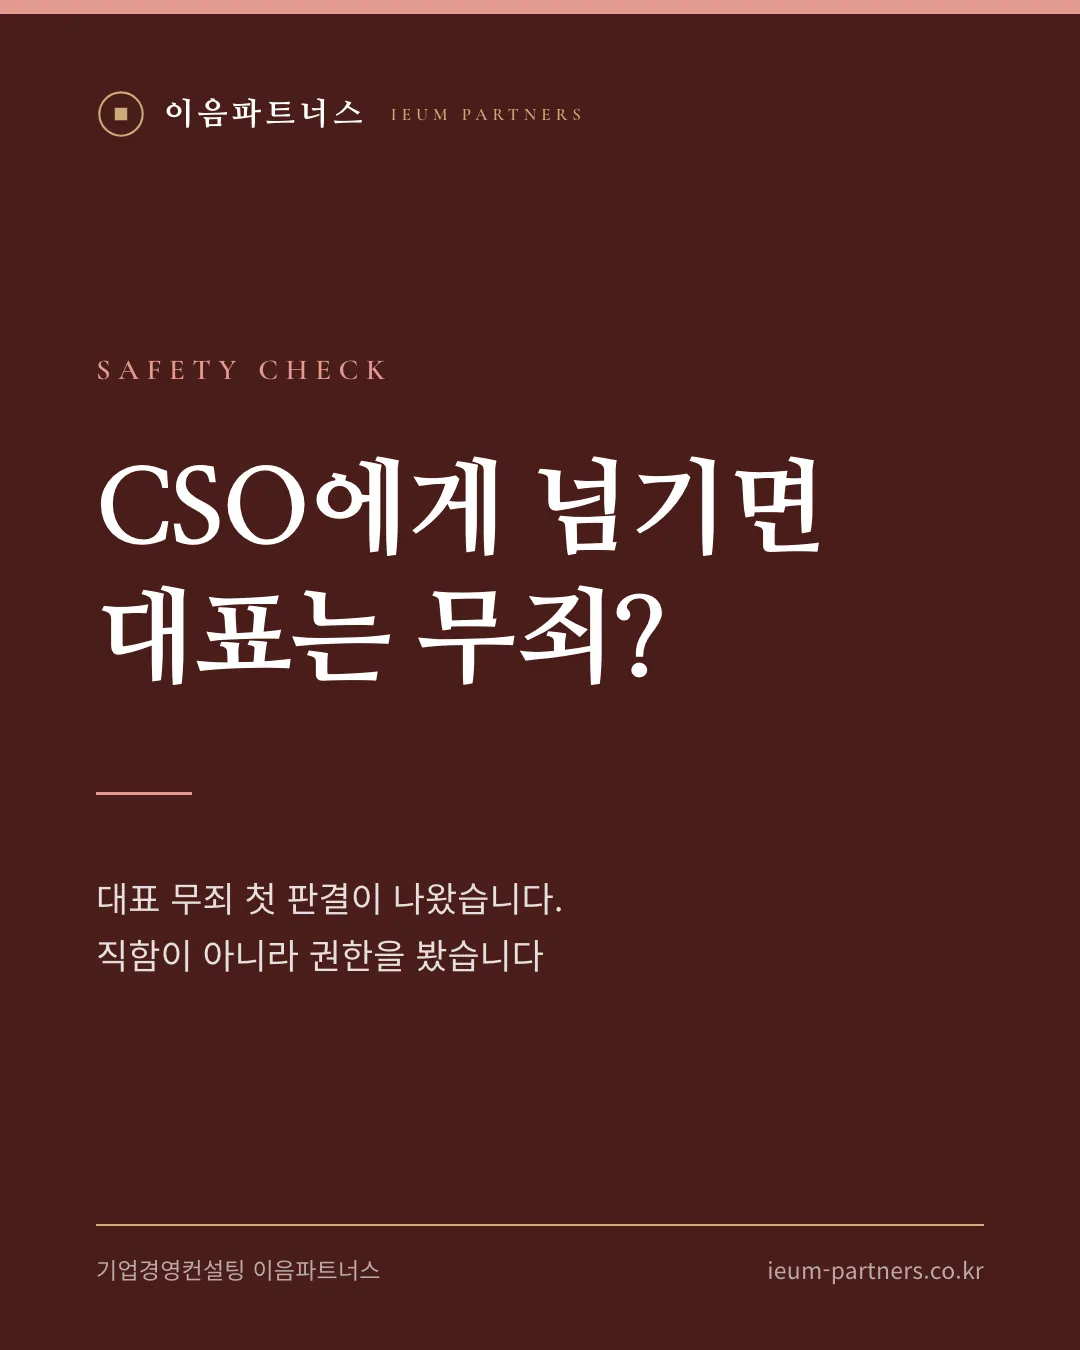 이음파트너스 IEUM PARTNERS
SAFETY CHECK
CSO에게 넘기면
대표는 무죄?
대표 무죄 첫 판결이 나왔습니다.
직함이 아니라 권한을 봤습니다
기업경영컨설팅 이음파트너스 ieum-partners.co.kr